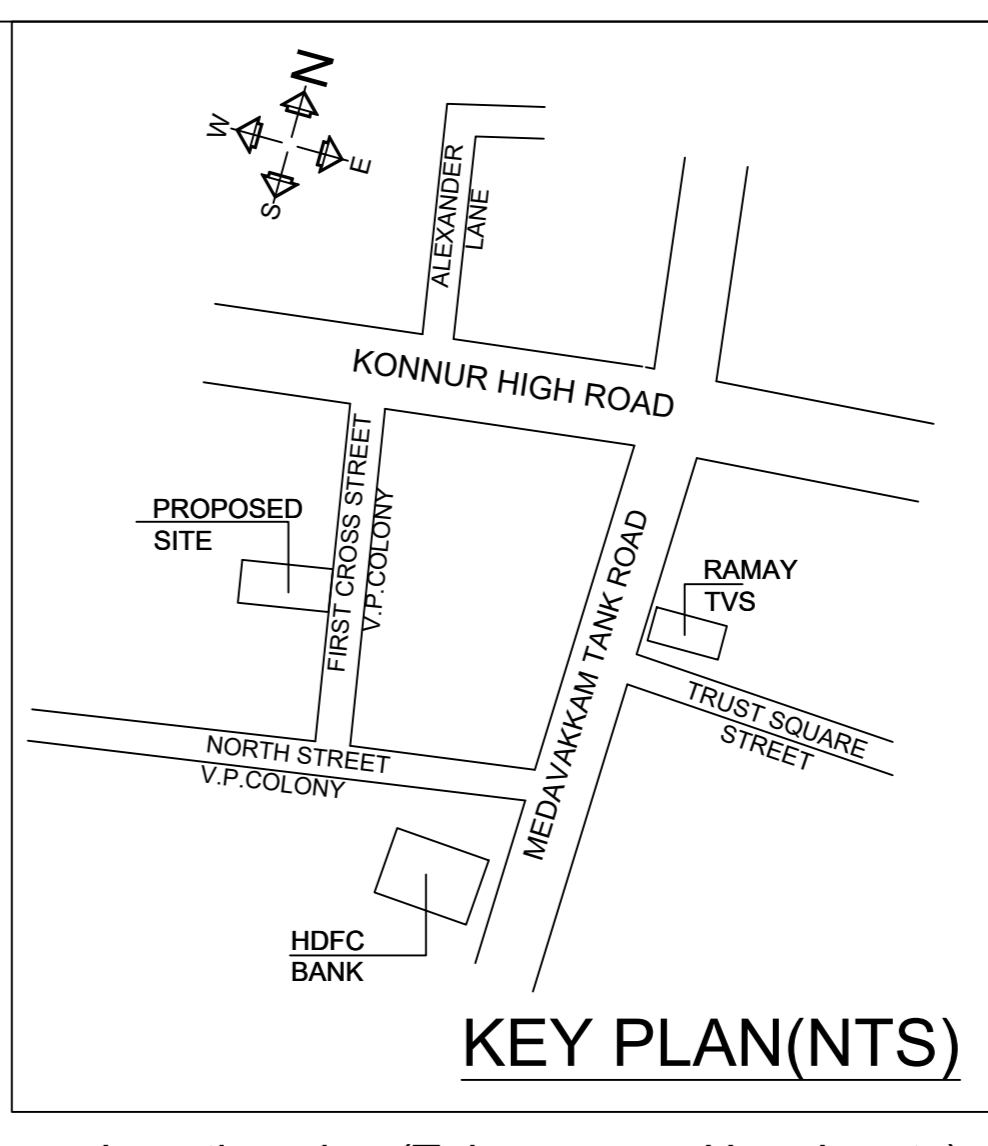 N
W
E
S
ALEXANDER
LANE
KONNUR HIGH ROAD
PROPOSED
SITE
FIRST CROSS STREET
V.P.COLONY
MEDAVAKKAM TANK ROAD
RAMAY
TVS
TRUST SQUARE
STREET
NORTH STREET
V.P.COLONY
HDFC
BANK
KEY PLAN(NTS)